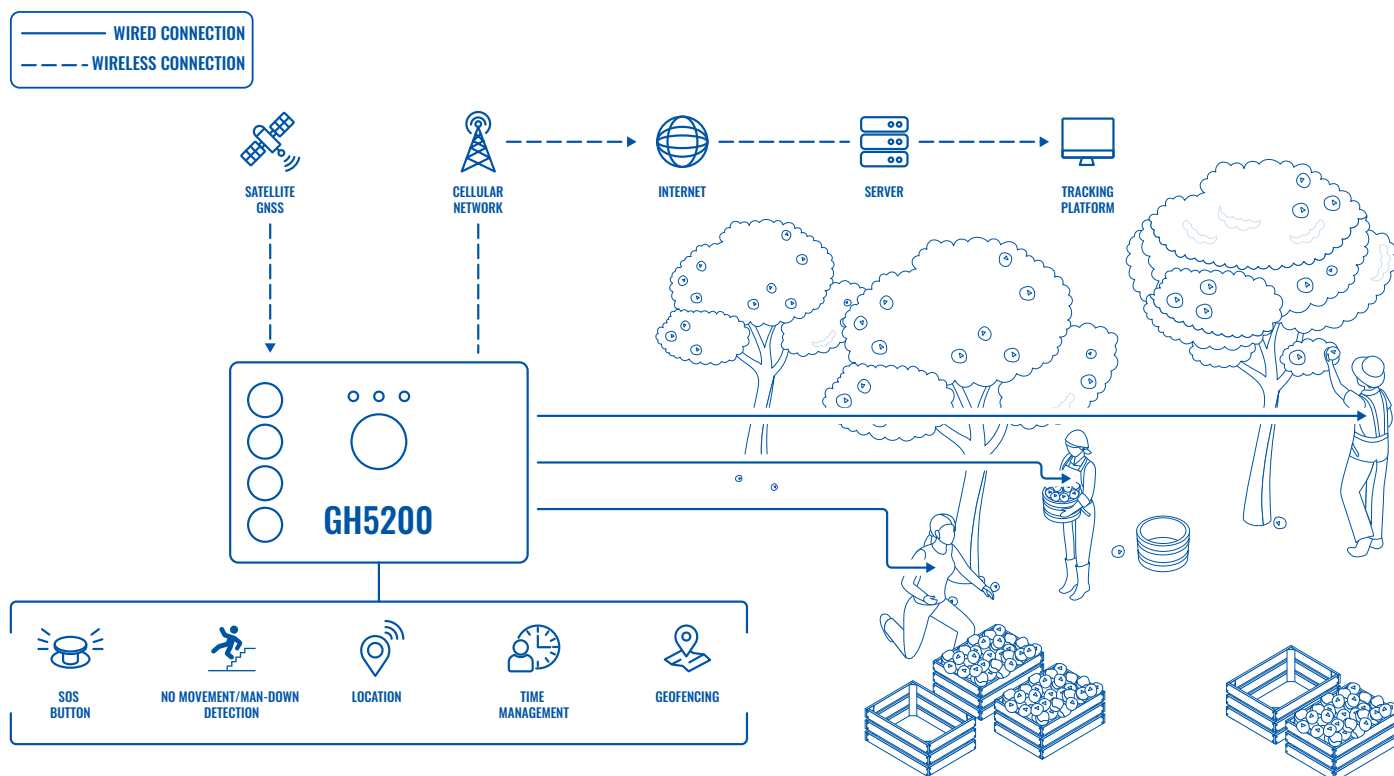 WIRED CONNECTION
WIRELESS CONNECTION
SATELLITE
GNSS
CELLULAR
NETWORK
INTERNET
SERVER
TRACKING
PLATFORM
GH5200
SOS
BUTTON
NO MOVEMENT/MAN-DOWN
DETECTION
LOCATION
TIME
MANAGEMENT
GEOFENCING